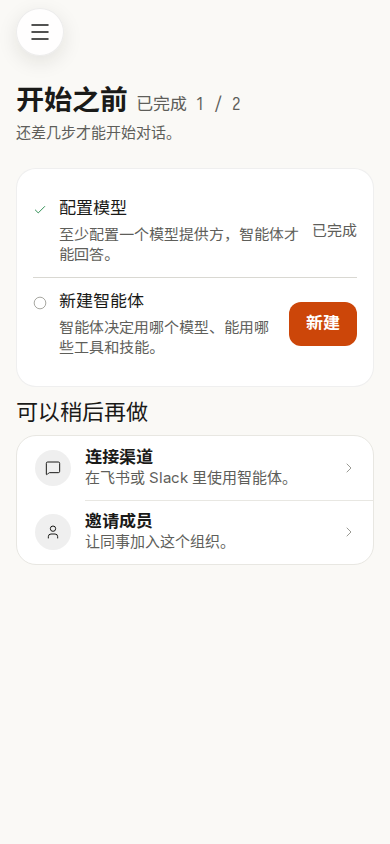 开始之前 已完成 1 / 2
还差几步才能开始对话。
配置模型
至少配置一个模型提供方，智能体才
能回答。
已完成
新建智能体
智能体决定用哪个模型、能用哪
些工具和技能。
新建
可以稍后再做
连接渠道
在飞书或 Slack 里使用智能体。
邀请成员
让同事加入这个组织。